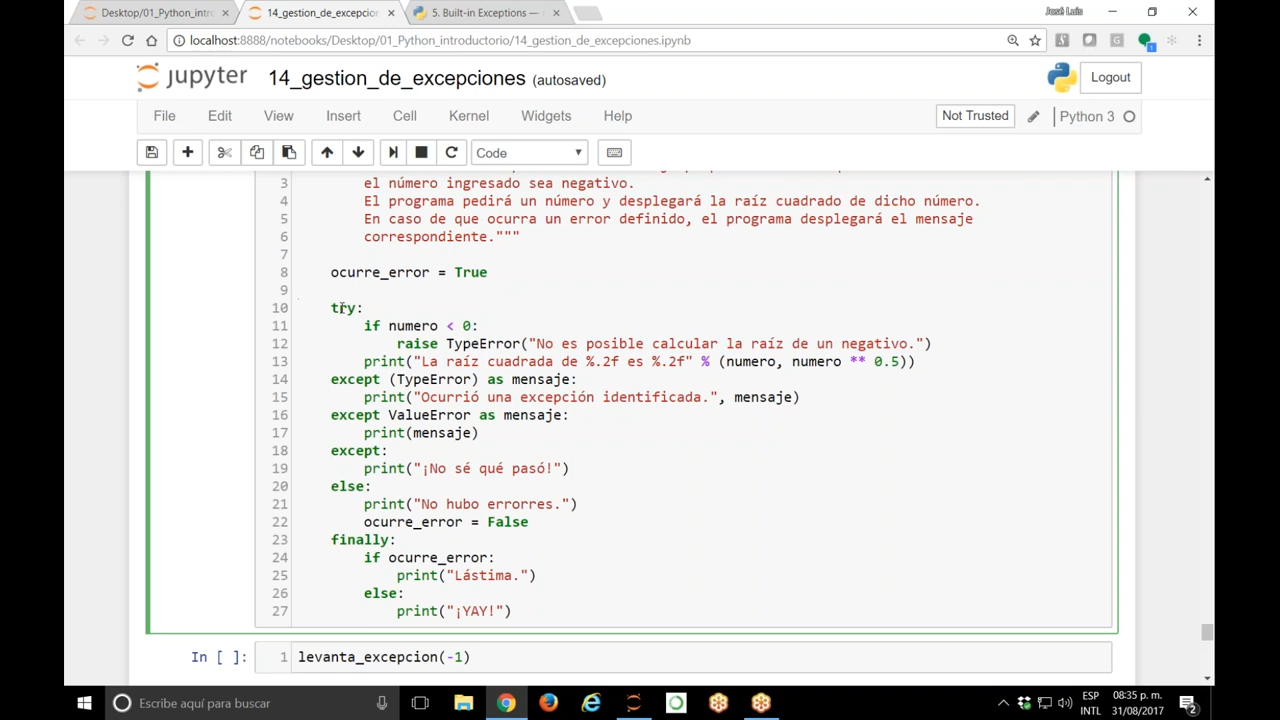 Desktop/01_Python_intro
14_gestion_de_excepcion
5. Built-in Exceptions —
José Luis
localhost:8888/notebooks/Desktop/01_Python_introductorio/14_gestion_de_excepciones.ipynb
jupyter 14_gestion_de_excepciones (autosaved)
Logout
File Edit View Insert Cell Kernel Widgets Help
Not Trusted
Python 3
Code
3 el número ingresado sea negativo.
4 El programa pedirá un número y desplegará la raíz cuadrado de dicho número.
5 En caso de que ocurra un error definido, el programa desplegará el mensaje
6 correspondiente."""
7
8 ocurre_error = True
9
10 try:
11 if numero < 0:
12 raise TypeError("No es posible calcular la raíz de un negativo.")
13 print("La raíz cuadrada de %.2f es %.2f" % (numero, numero ** 0.5))
14 except (TypeError) as mensaje:
15 print("Ocurrió una excepción identificada.", mensaje)
16 except ValueError as mensaje:
17 print(mensaje)
18 except:
19 print("¡No sé qué pasó!")
20 else:
21 print("No hubo errorres.")
22 ocurre_error = False
23 finally:
24 if ocurre_error:
25 print("Lástima.")
26 else:
27 print("¡YAY!")
In [ ]: 1 levanta_excepcion(-1)
Escribe aquí para buscar
ESP 08:35 p. m.
INTL 31/08/2017
2